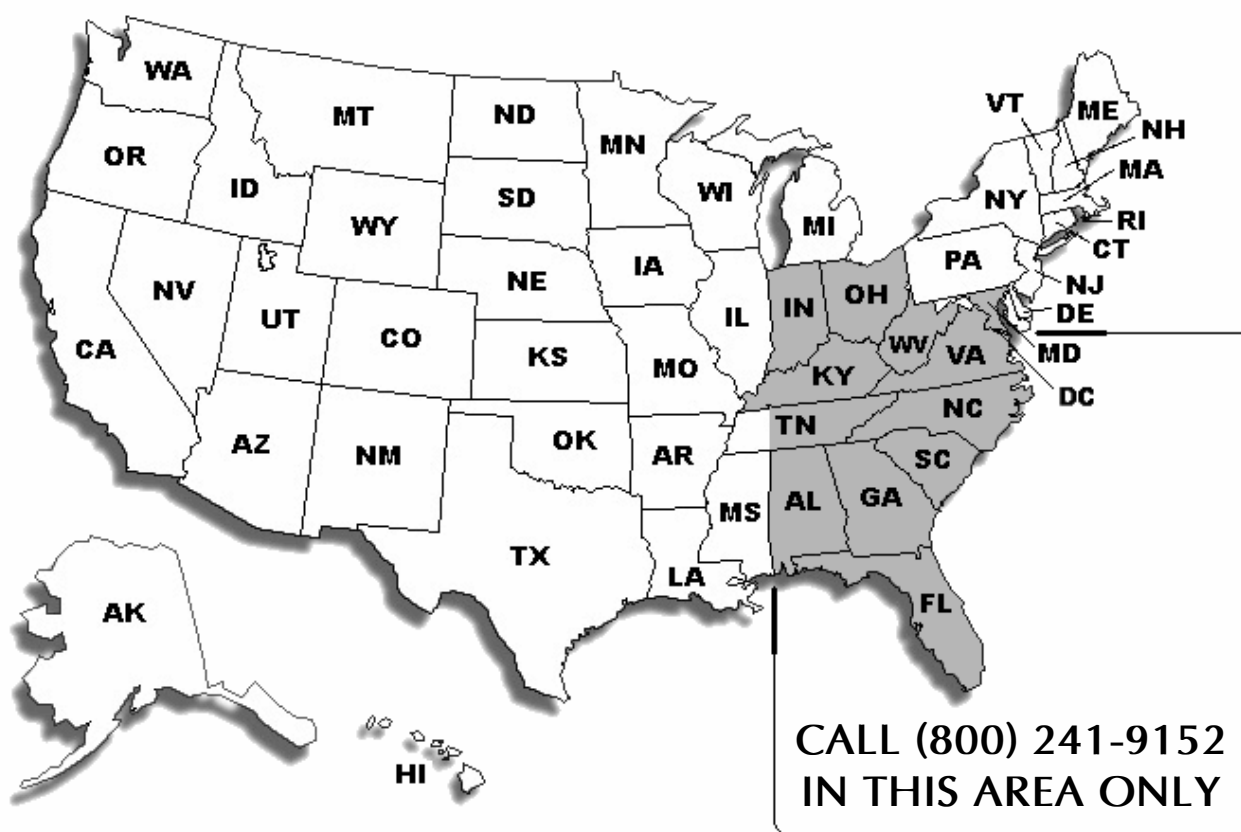 WA
MT
ND
MN
VT
ME
NH
OR
ID
SD
WI
MA
WY
NY
MI
RI
CT
IA
PA
NE
NV
NJ
IN
OH
DE
UT
IL
CO
CA
KS
WV
VA
MD
MO
KY
DC
NC
TN
OK
AZ
NM
AR
SC
GA
AL
MS
TX
LA
FL
AK
HI
CALL (800) 241-9152
IN THIS AREA ONLY